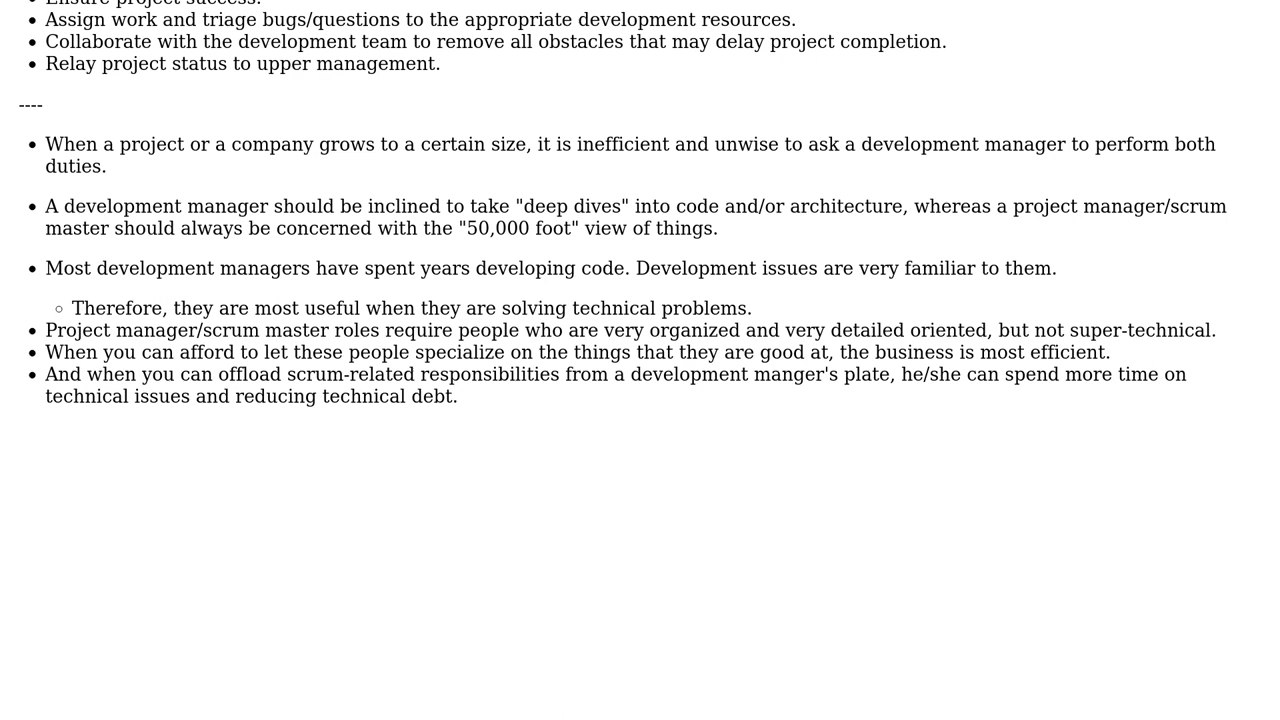 Ensure project success.
• Assign work and triage bugs/questions to the appropriate development resources.
• Collaborate with the development team to remove all obstacles that may delay project completion.
• Relay project status to upper management.
----
• When a project or a company grows to a certain size, it is inefficient and unwise to ask a development manager to perform both
duties.
• A development manager should be inclined to take "deep dives" into code and/or architecture, whereas a project manager/scrum
master should always be concerned with the "50,000 foot" view of things.
• Most development managers have spent years developing code. Development issues are very familiar to them.
◦ Therefore, they are most useful when they are solving technical problems.
• Project manager/scrum master roles require people who are very organized and very detailed oriented, but not super-technical.
• When you can afford to let these people specialize on the things that they are good at, the business is most efficient.
• And when you can offload scrum-related responsibilities from a development manger's plate, he/she can spend more time on
technical issues and reducing technical debt.